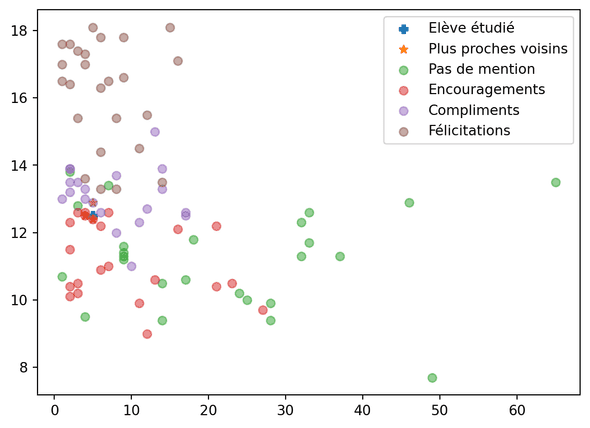 18
16
14
12
10
8
0 10 20 30 40 50 60
Elève étudié
Plus proches voisins
Pas de mention
Encouragements
Compliments
Félicitations